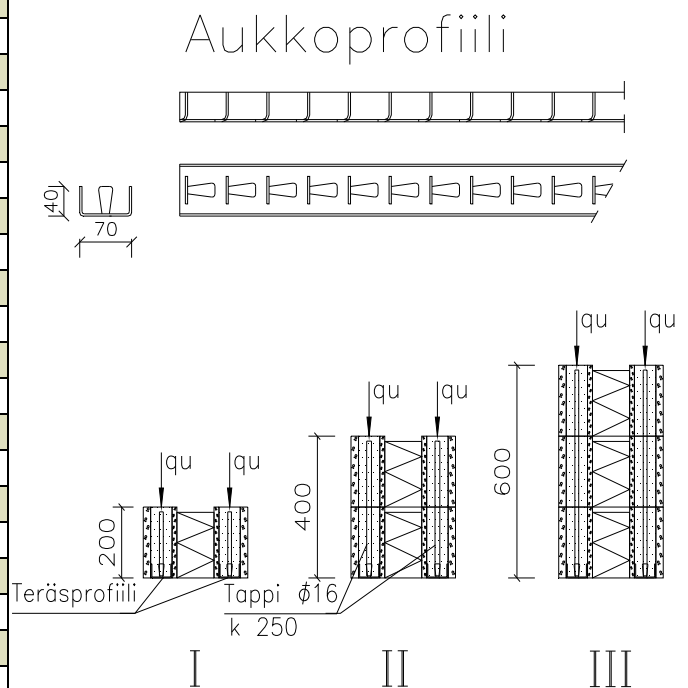 Aukkoprofiili
40
70
qu qu
qu qu
qu qu
600
400
200
Teräsprofiili
Tappi ϕ16
k 250
I II III